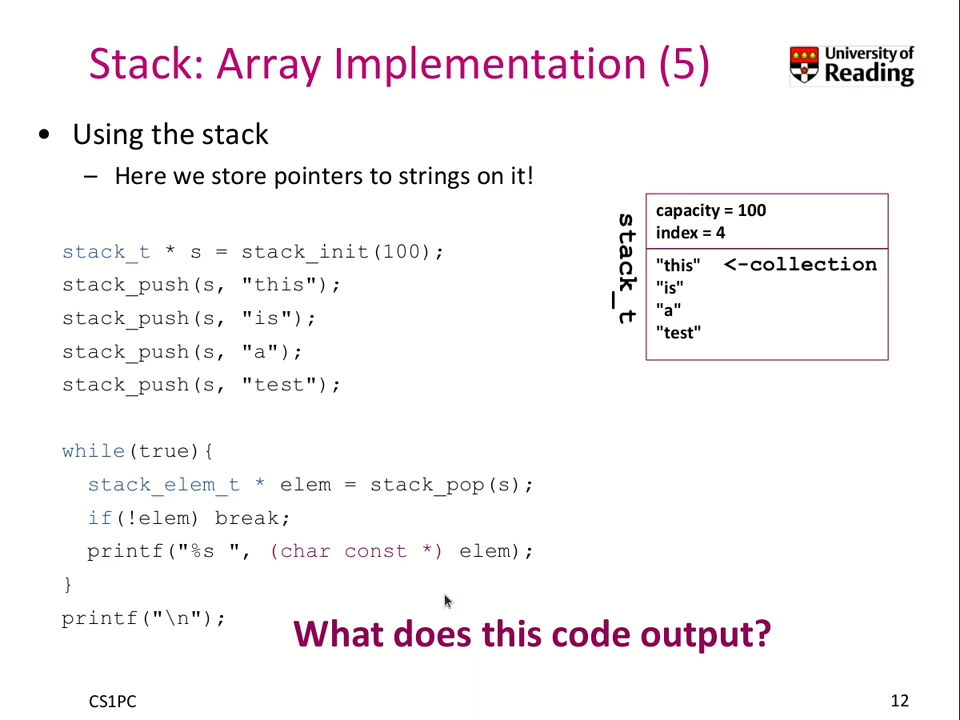 Stack: Array Implementation (5)
University of
Reading
• Using the stack
– Here we store pointers to strings on it!
stack_t * s = stack_init(100);
stack_push(s, "this");
stack_push(s, "is");
stack_push(s, "a");
stack_push(s, "test");
while(true){
stack_elem_t * elem = stack_pop(s);
if(!elem) break;
printf("%s ", (char const *) elem);
}
printf("\n");
stack_t
capacity = 100
index = 4
"this" <-collection
"is"
"a"
"test"
What does this code output?
CS1PC
12